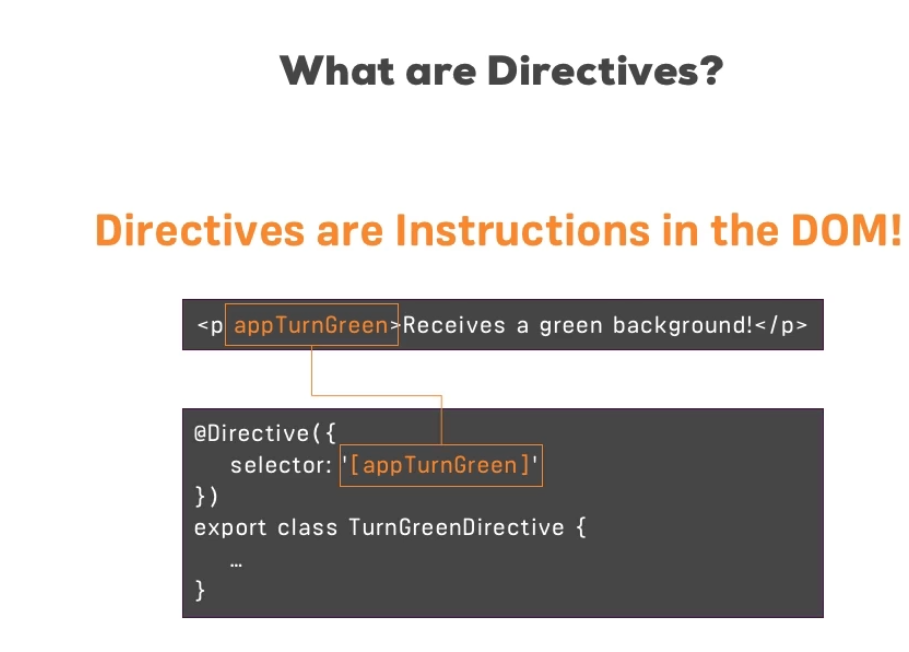 What are Directives?
Directives are Instructions in the DOM!
<p appTurnGreen>Receives a green background!</p>
@Directive({
selector: '[appTurnGreen]'
})
export class TurnGreenDirective {
…
}